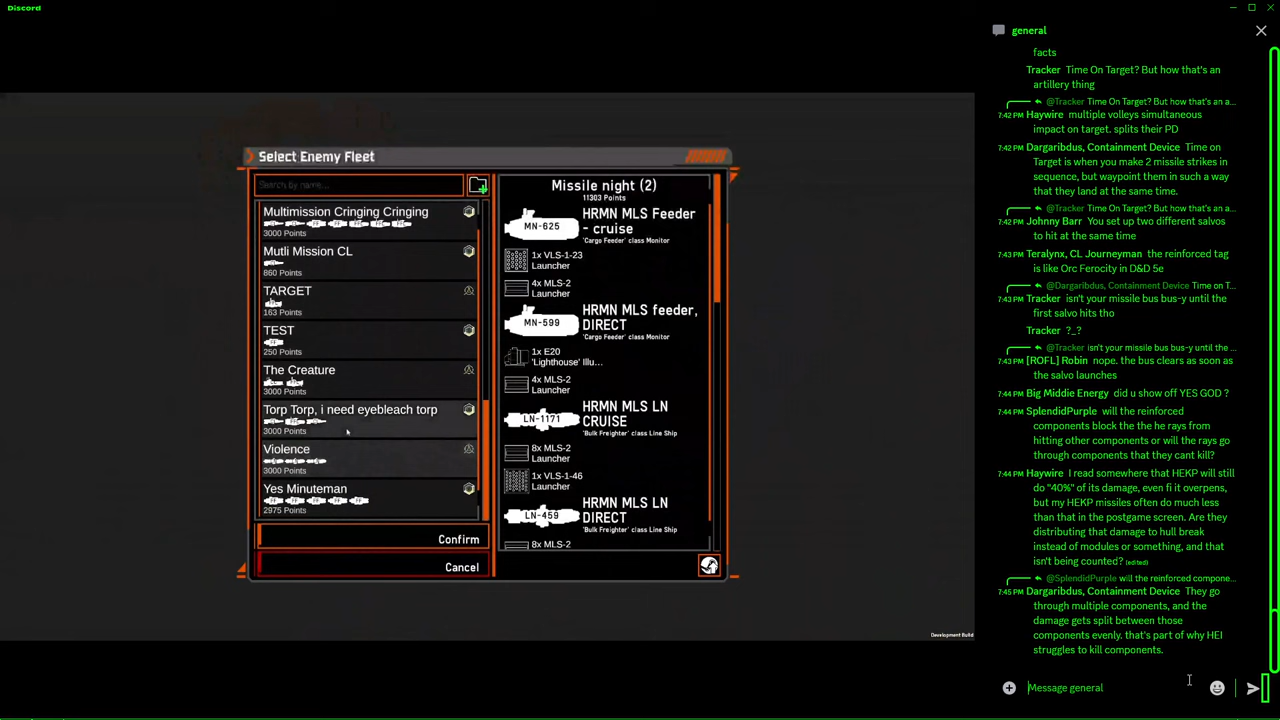 Discord
Select Enemy Fleet
Search by name...
Multimission Cringing Cringing
3000 Points
Mutli Mission CL
860 Points
TARGET
163 Points
TEST
250 Points
The Creature
3000 Points
Torp Torp, i need eyebleach torp
3000 Points
Violence
3000 Points
Yes Minuteman
2975 Points
Confirm
Cancel
Missile night (2)
11303 Points
MN-625
HRMN MLS Feeder
- cruise
'Cargo Feeder' class Monitor
1x VLS-1-23
Launcher
4x MLS-2
Launcher
MN-599
HRMN MLS feeder,
DIRECT
'Cargo Feeder' class Monitor
1x E20
'Lighthouse' Illu...
4x MLS-2
Launcher
LN-1171
HRMN MLS LN
CRUISE
'Bulk Freighter' class Line Ship
8x MLS-2
Launcher
1x VLS-1-46
Launcher
LN-459
HRMN MLS LN
DIRECT
'Bulk Freighter' class Line Ship
8x MLS-2
Development Build
general
facts
Tracker Time On Target? But how that's an
artillery thing
@Tracker Time On Target? But how that's an a...
7:42 PM Haywire multiple volleys simultaneous
impact on target. splits their PD
7:42 PM Dargaribdus, Containment Device Time on
Target is when you make 2 missile strikes in
sequence, but waypoint them in such a way
that they land at the same time.
@Tracker Time On Target? But how that's an a...
7:42 PM Johnny Barr You set up two different salvos
to hit at the same time
7:43 PM Teralynx, CL Journeyman the reinforced tag
is like Orc Ferocity in D&D 5e
@Dargaribdus, Containment Device Time on T...
7:43 PM Tracker isn't your missile bus bus-y until the
first salvo hits tho
Tracker ?_?
@Tracker isn't your missile bus bus-y until the ...
7:43 PM [ROFL] Robin nope. the bus clears as soon as
the salvo launches
7:44 PM Big Middie Energy did u show off YES GOD ?
7:44 PM SplendidPurple will the reinforced
components block the the he rays from
hitting other components or will the rays go
through components that they cant kill?
7:44 PM Haywire I read somewhere that HEKP will still
do "40%" of its damage, even fi it overpens,
but my HEKP missiles often do much less
than that in the postgame screen. Are they
distributing that damage to hull break
instead of modules or something, and that
isn't being counted? (edited)
@SplendidPurple will the reinforced compone...
7:45 PM Dargaribdus, Containment Device They go
through multiple components, and the
damage gets split between those
components evenly. that's part of why HEI
struggles to kill components.
Message general